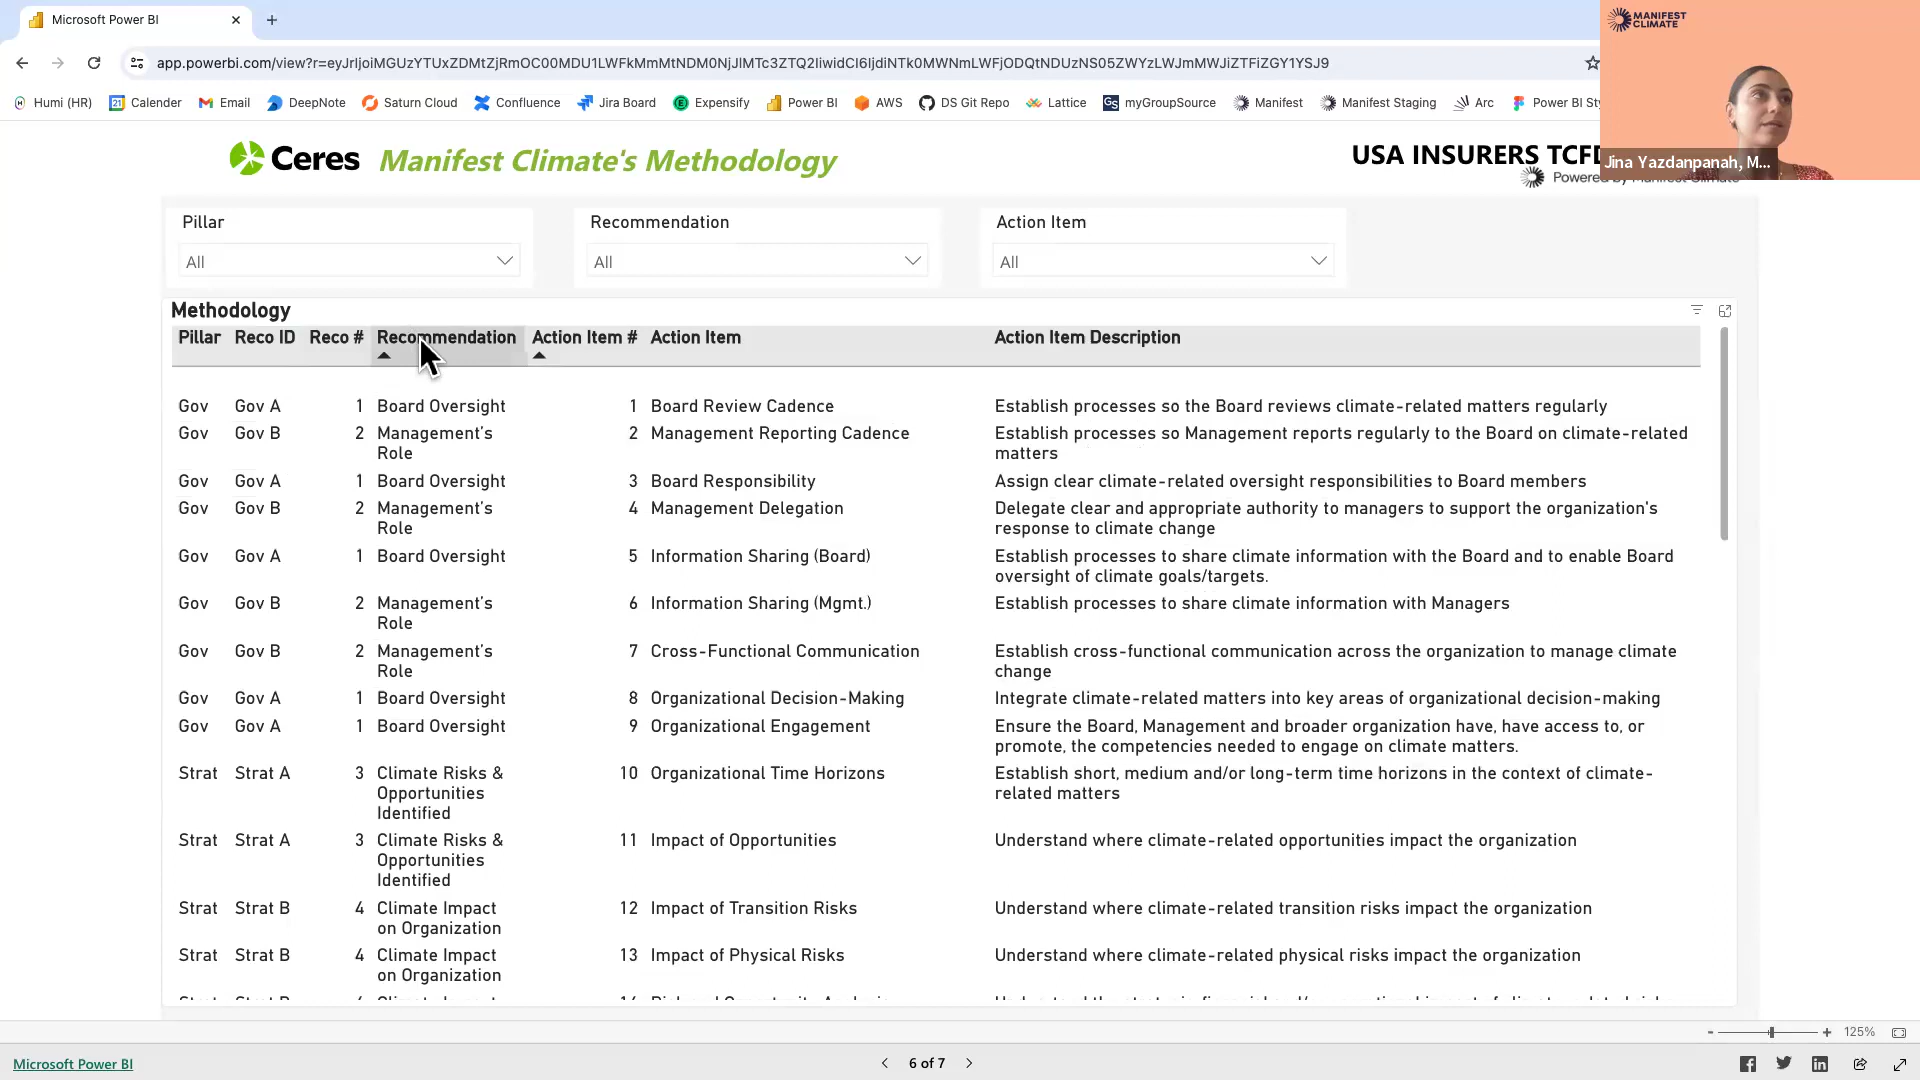 Microsoft Power BI
MANIFEST
CLIMATE
app.powerbi.com/view?r=eyJrIjoiMGUzYTUxZDMtZjRmOC00MDU1LWFkMmMtNDM0NjJlMTc3ZTQ2IiwidCI6IjdiNTk0MWNmLWFjODQtNDUzNS05ZWYzLWJmMWJiZTFiZGY1YSJ9
Humi (HR) Calendar Email DeepNote Saturn Cloud Confluence Jira Board Expensify Power BI AWS DS Git Repo Lattice myGroupSource Manifest Manifest Staging Arc Power BI
Ceres Manifest Climate's Methodology USA INSURERS
Jina Yazdanpanah, M...
Powered by Manifest Climate
Pillar Recommendation Action Item
All All All
Methodology
Pillar Reco ID Reco # Recommendation Action Item # Action Item Action Item Description
Gov Gov A 1 Board Oversight 1 Board Review Cadence Establish processes so the Board reviews climate-related matters regularly
Gov Gov B 2 Management's 2 Management Reporting Cadence Establish processes so Management reports regularly to the Board on climate-related
Role matters
Gov Gov A 1 Board Oversight 3 Board Responsibility Assign clear climate-related oversight responsibilities to Board members
Gov Gov B 2 Management's 4 Management Delegation Delegate clear and appropriate authority to managers to support the organization's
Role response to climate change
Gov Gov A 1 Board Oversight 5 Information Sharing (Board) Establish processes to share climate information with the Board and to enable Board
oversight of climate goals/targets.
Gov Gov B 2 Management's 6 Information Sharing (Mgmt.) Establish processes to share climate information with Managers
Role
Gov Gov B 2 Management's 7 Cross-Functional Communication Establish cross-functional communication across the organization to manage climate
Role change
Gov Gov A 1 Board Oversight 8 Organizational Decision-Making Integrate climate-related matters into key areas of organizational decision-making
Gov Gov A 1 Board Oversight 9 Organizational Engagement Ensure the Board, Management and broader organization have, have access to, or
promote, the competencies needed to engage on climate matters.
Strat Strat A 3 Climate Risks & 10 Organizational Time Horizons Establish short, medium and/or long-term time horizons in the context of climate-
Opportunities related matters
Identified
Strat Strat A 3 Climate Risks & 11 Impact of Opportunities Understand where climate-related opportunities impact the organization
Opportunities
Identified
Strat Strat B 4 Climate Impact 12 Impact of Transition Risks Understand where climate-related transition risks impact the organization
on Organization
Strat Strat B 4 Climate Impact 13 Impact of Physical Risks Understand where climate-related physical risks impact the organization
on Organization
- + 125%
Microsoft Power BI 6 of 7